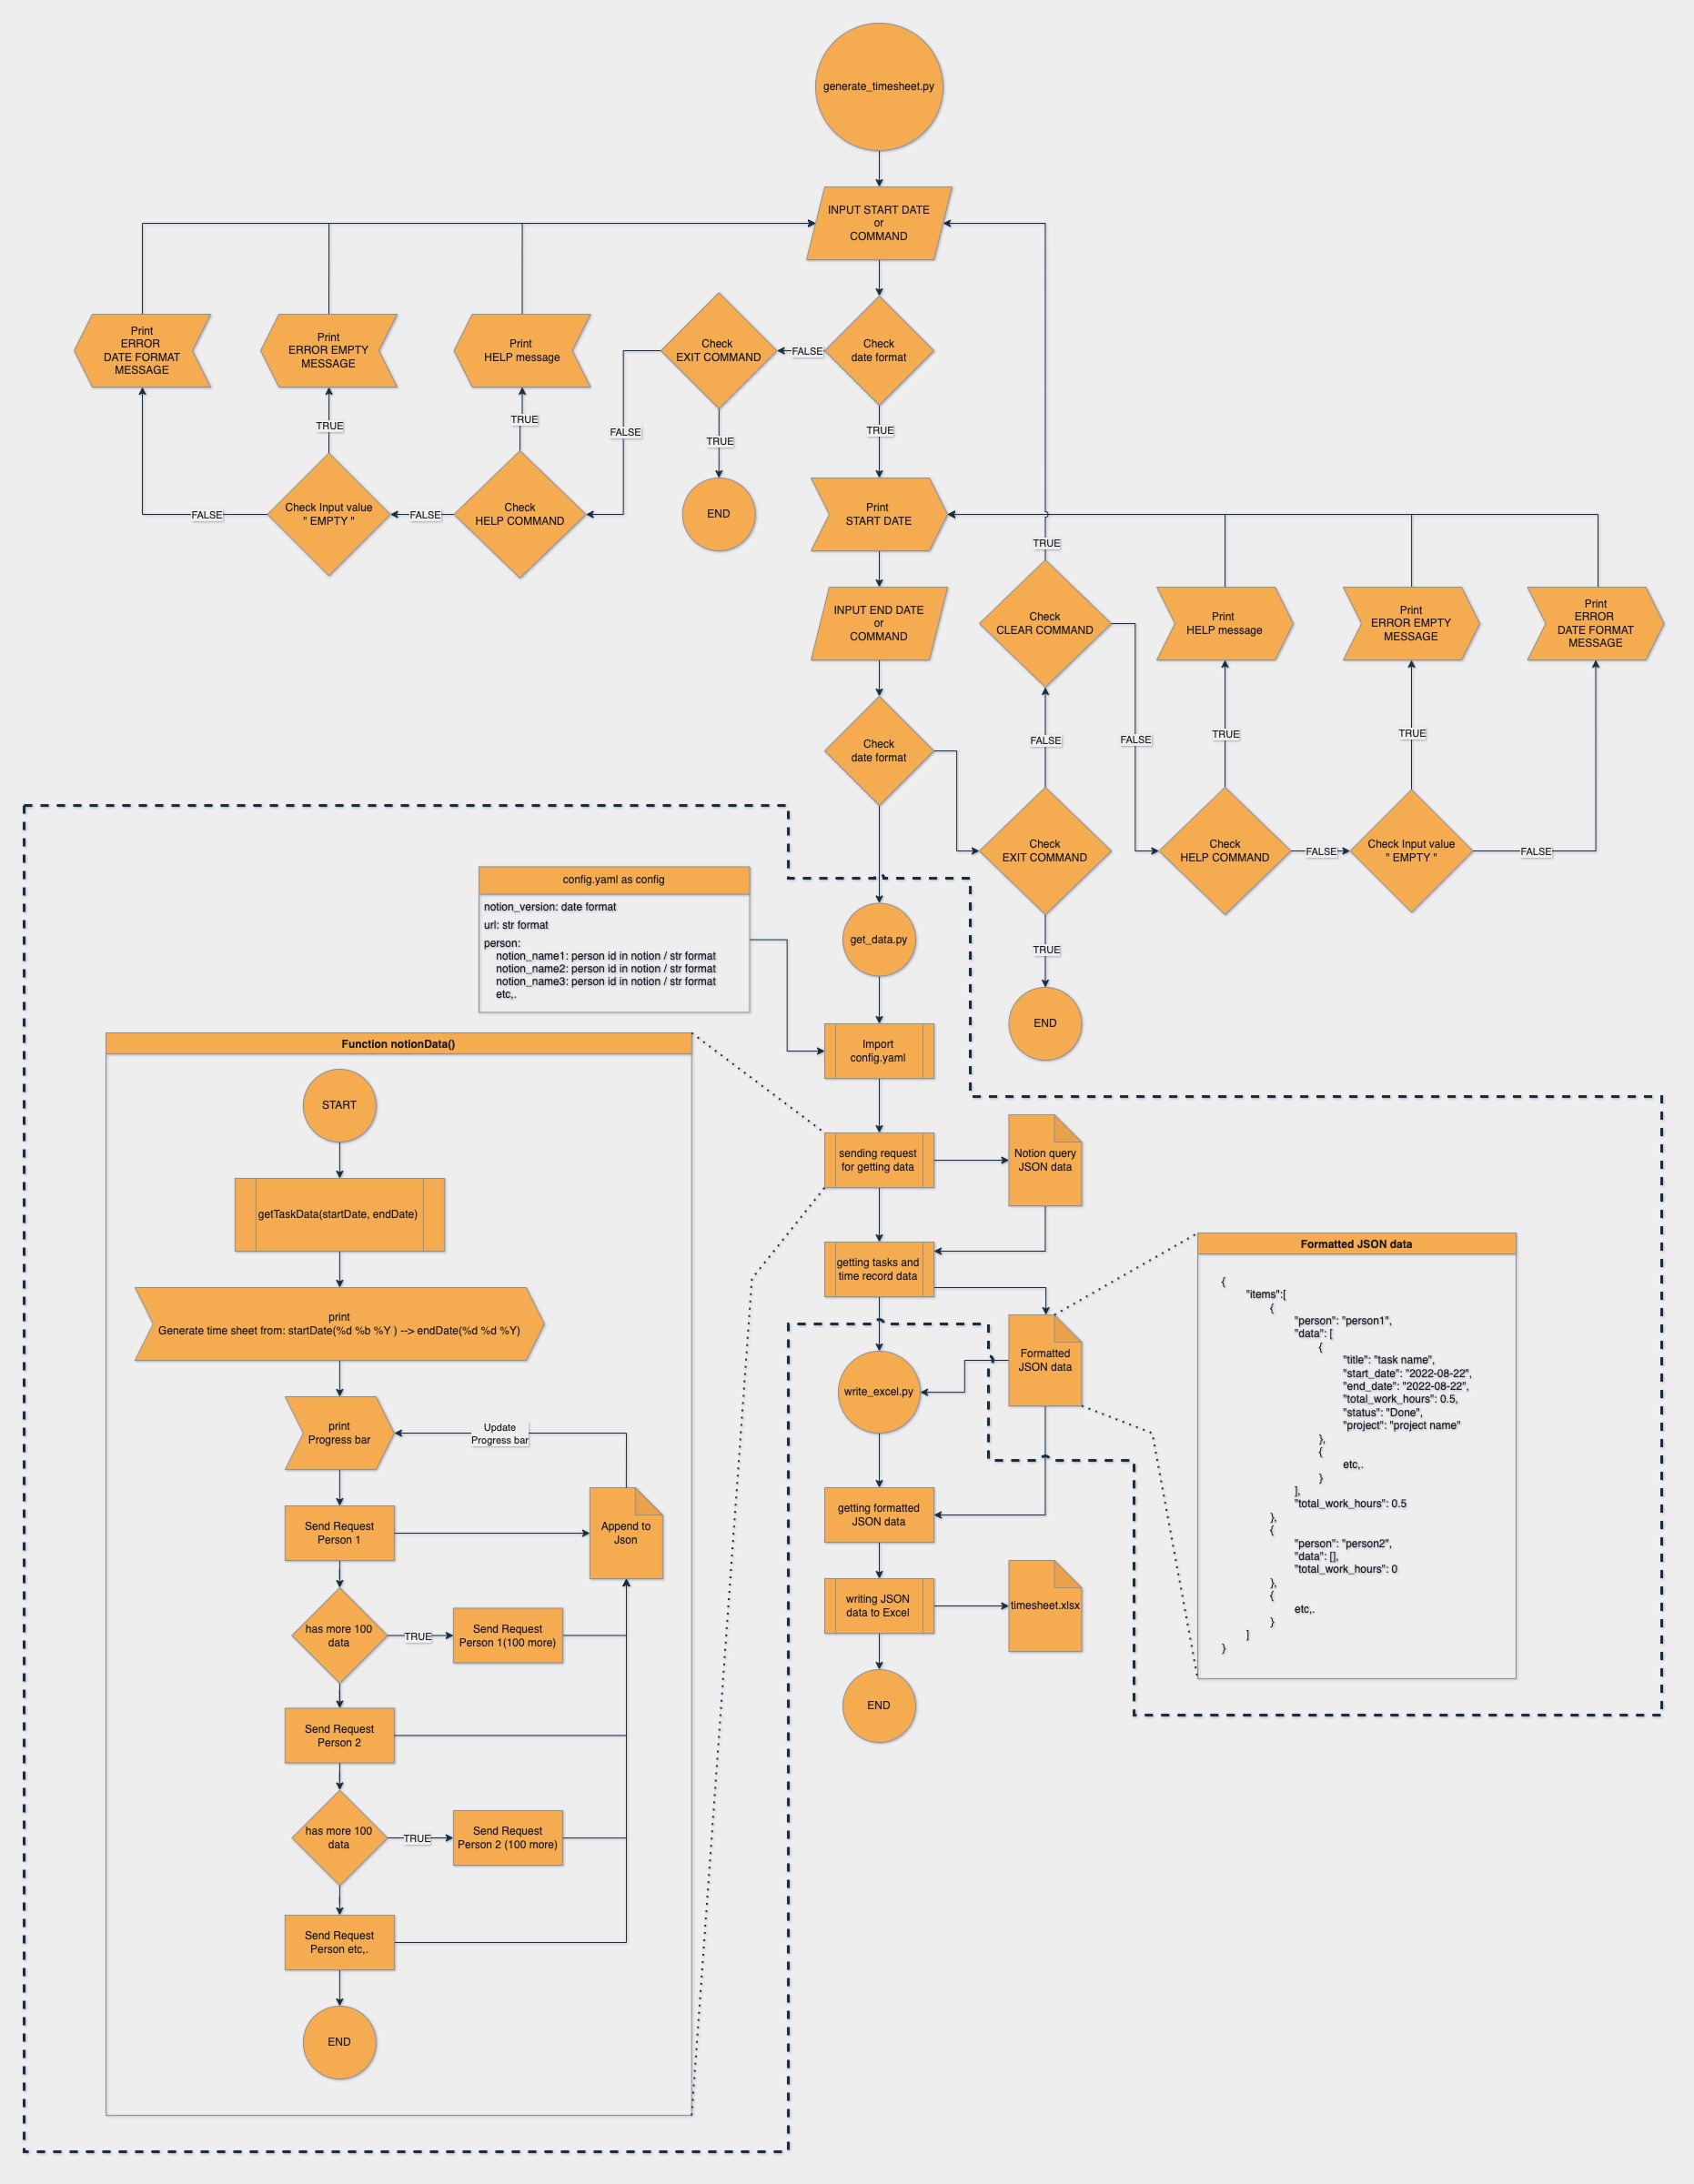 generate_timesheet.py
INPUT START DATE
or
COMMAND
Print
ERROR
DATE FORMAT
MESSAGE
Print
ERROR EMPTY
MESSAGE
Print
HELP message
Check
EXIT COMMAND
FALSE
Check
date format
TRUE
TRUE
FALSE
TRUE
TRUE
FALSE
Check Input value
" EMPTY "
FALSE
Check
HELP COMMAND
END
Print
START DATE
TRUE
INPUT END DATE
or
COMMAND
Check
CLEAR COMMAND
Print
HELP message
Print
ERROR EMPTY
MESSAGE
Print
ERROR
DATE FORMAT
MESSAGE
Check
date format
FALSE
FALSE
TRUE
TRUE
Check
EXIT COMMAND
Check
HELP COMMAND
FALSE
Check Input value
" EMPTY "
FALSE
TRUE
END
config.yaml as config
notion_version: date format
url: str format
person:
notion_name1: person id in notion / str format
notion_name2: person id in notion / str format
notion_name3: person id in notion / str format
etc,.
get_data.py
Import
config.yaml
sending request
for getting data
Notion query
JSON data
getting tasks and
time record data
Formatted
JSON data
write_excel.py
getting formatted
JSON data
writing JSON
data to Excel
timesheet.xlsx
END
Function notionData()
START
getTaskData(startDate, endDate)
print
Generate time sheet from: startDate(%d %b %Y ) --> endDate(%d %d %Y)
print
Progress bar
Update
Progress bar
Send Request
Person 1
Append to
Json
has more 100
data
TRUE
Send Request
Person 1(100 more)
Send Request
Person 2
has more 100
data
TRUE
Send Request
Person 2 (100 more)
Send Request
Person etc,.
END
Formatted JSON data
{
"items":[
{
"person": "person1",
"data": [
{
"title": "task name",
"start_date": "2022-08-22",
"end_date": "2022-08-22",
"total_work_hours": 0.5,
"status": "Done",
"project": "project name"
},
{
etc,.
}
],
"total_work_hours": 0.5
},
{
"person": "person2",
"data": [],
"total_work_hours": 0
},
{
etc,.
}
]
}